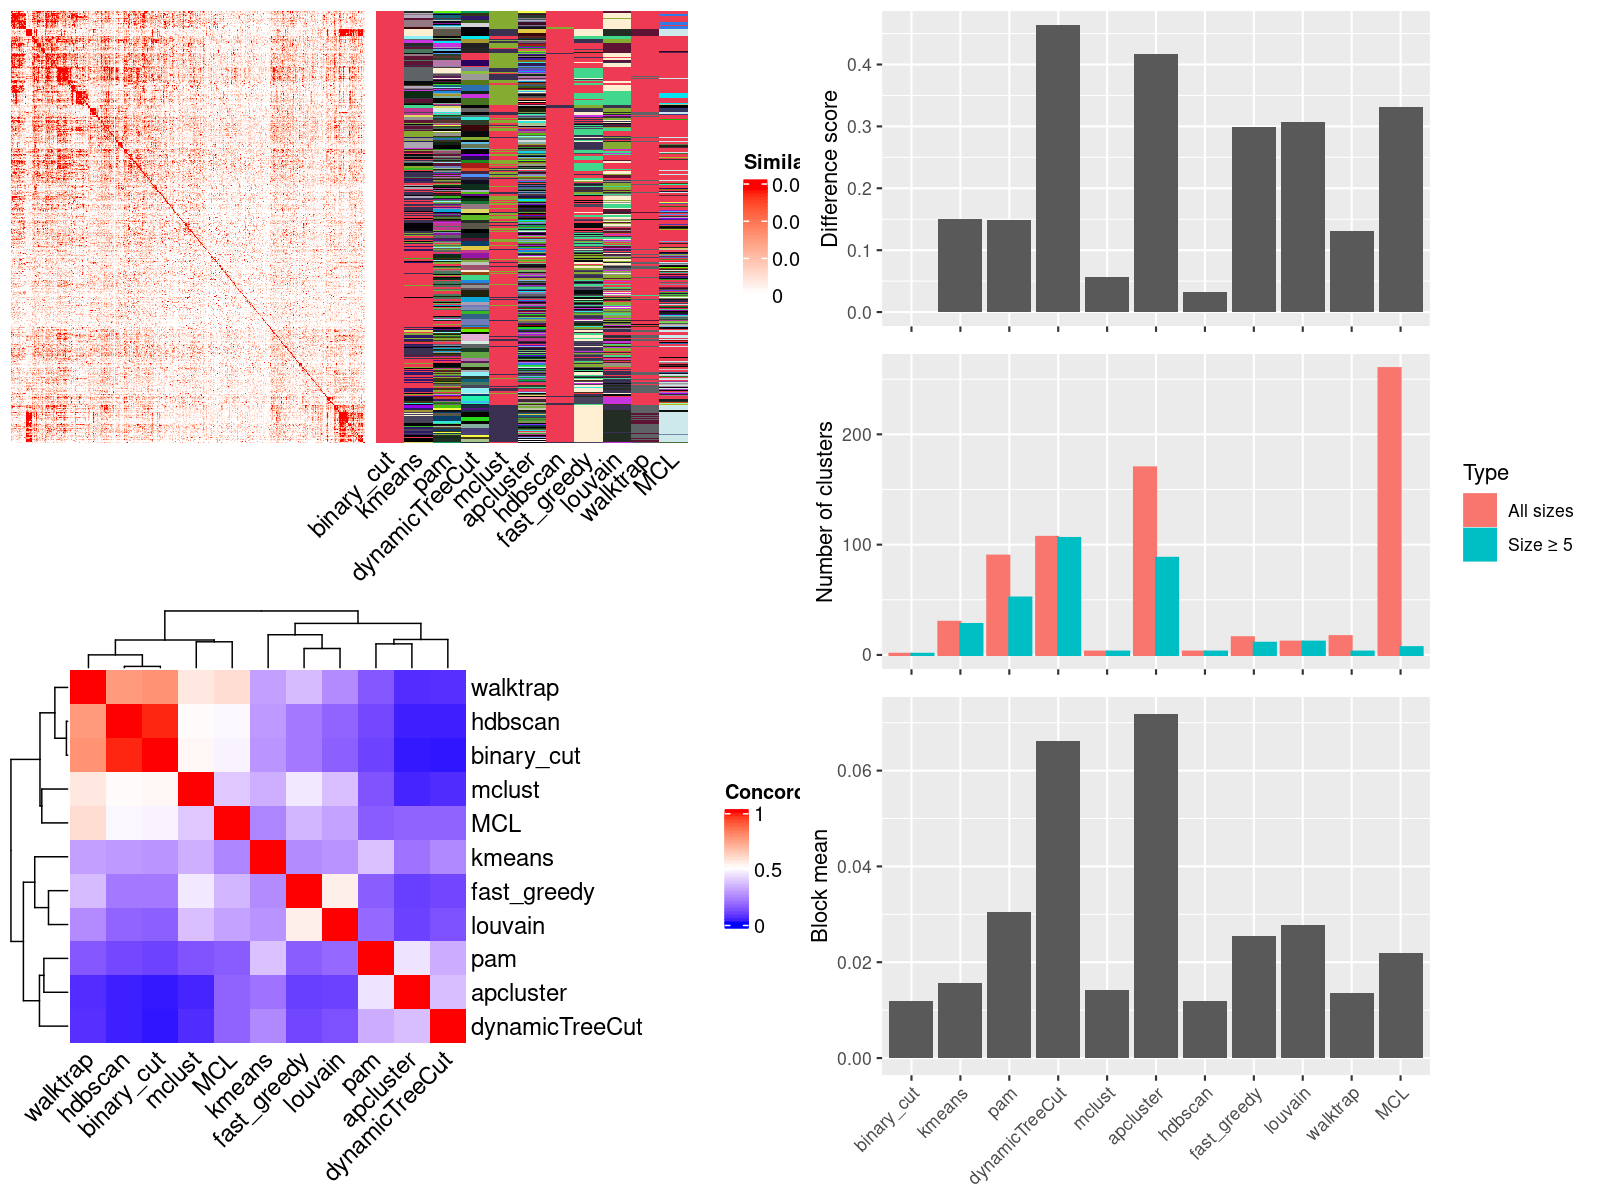 Simila
0.0
0.0
0.0
0
binary_cut
kmeans
pam
dynamicTreeCut
mclust
apcluster
hdbscan
fast_greedy
louvain
walktrap
MCL
walktrap
hdbscan
binary_cut
mclust
MCL
kmeans
fast_greedy
louvain
pam
apcluster
dynamicTreeCut
walktrap
hdbscan
binary_cut
mclust
MCL
kmeans
fast_greedy
louvain
pam
apcluster
dynamicTreeCut
Concord
1
0.5
0
Difference score
0.4
0.3
0.2
0.1
0.0
Number of clusters
200
100
0
Type
All sizes
Size ≥ 5
Block mean
0.06
0.04
0.02
0.00
binary_cut
kmeans
pam
dynamicTreeCut
mclust
apcluster
hdbscan
fast_greedy
louvain
walktrap
MCL